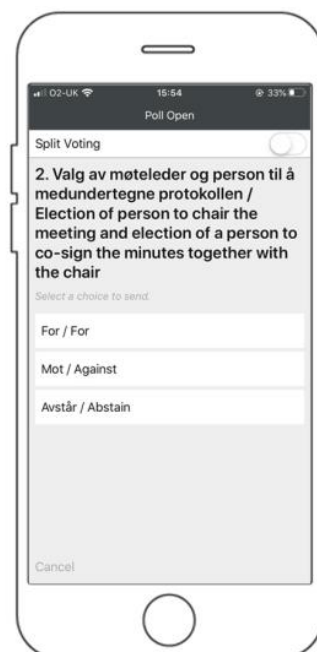 O2-UK 15:54 33%
Poll Open
Split Voting
2. Valg av møteleder og person til å
medundertegne protokollen /
Election of person to chair the
meeting and election of a person to
co-sign the minutes together with
the chair
Select a choice to send.
For / For
Mot / Against
Avstår / Abstain
Cancel